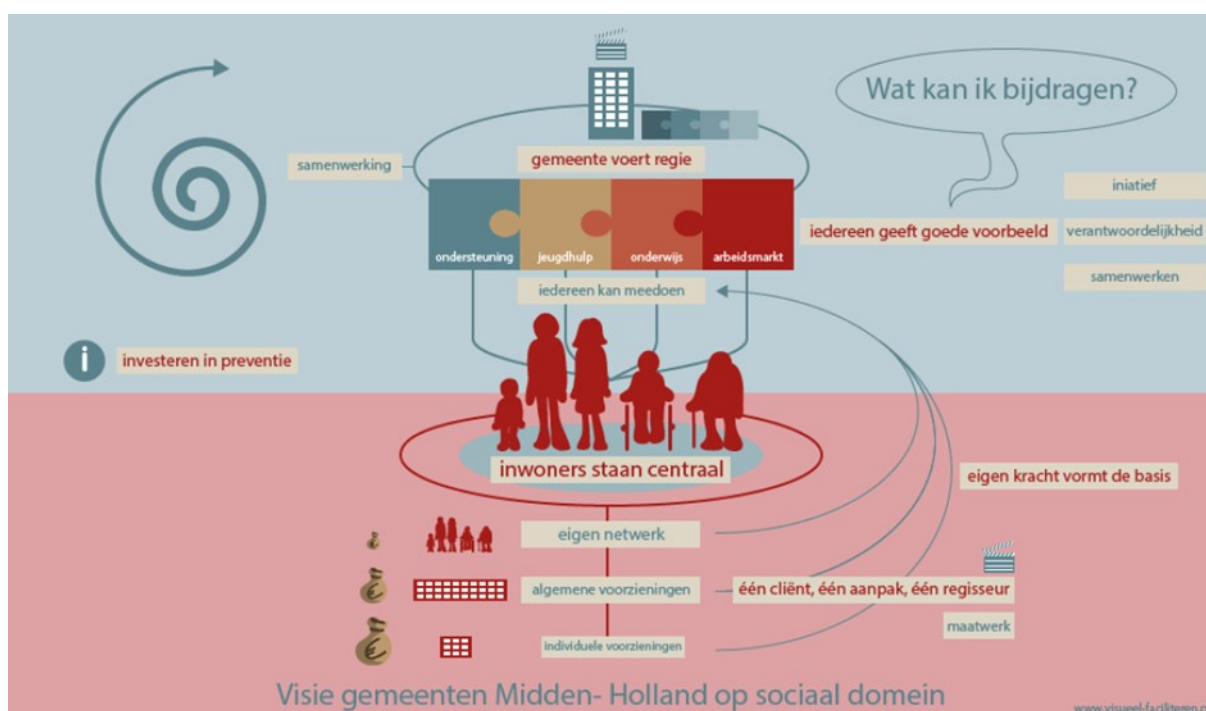 Wat kan ik bijdragen?
samenwerking
gemeente voert regie
iniatief
iedereen geeft goede voorbeeld
verantwoordelijkheid
ondersteuning
jeugdhulp
onderwijs
arbeidsmarkt
samenwerken
iedereen kan meedoen
i
investeren in preventie
inwoners staan centraal
eigen kracht vormt de basis
eigen netwerk
€
algemene voorzieningen
één cliënt, één aanpak, één regisseur
maatwerk
€
individuele voorzieningen
Visie gemeenten Midden- Holland op sociaal domein